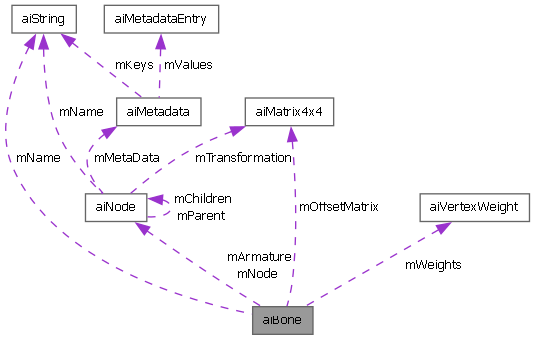 aiString
aiMetadataEntry
mKeys
mValues
aiMetadata
aiMatrix4x4
mName
mName
mMetaData
mTransformation
aiNode
mChildren
mParent
mOffsetMatrix
aiVertexWeight
mArmature
mNode
mWeights
aiBone